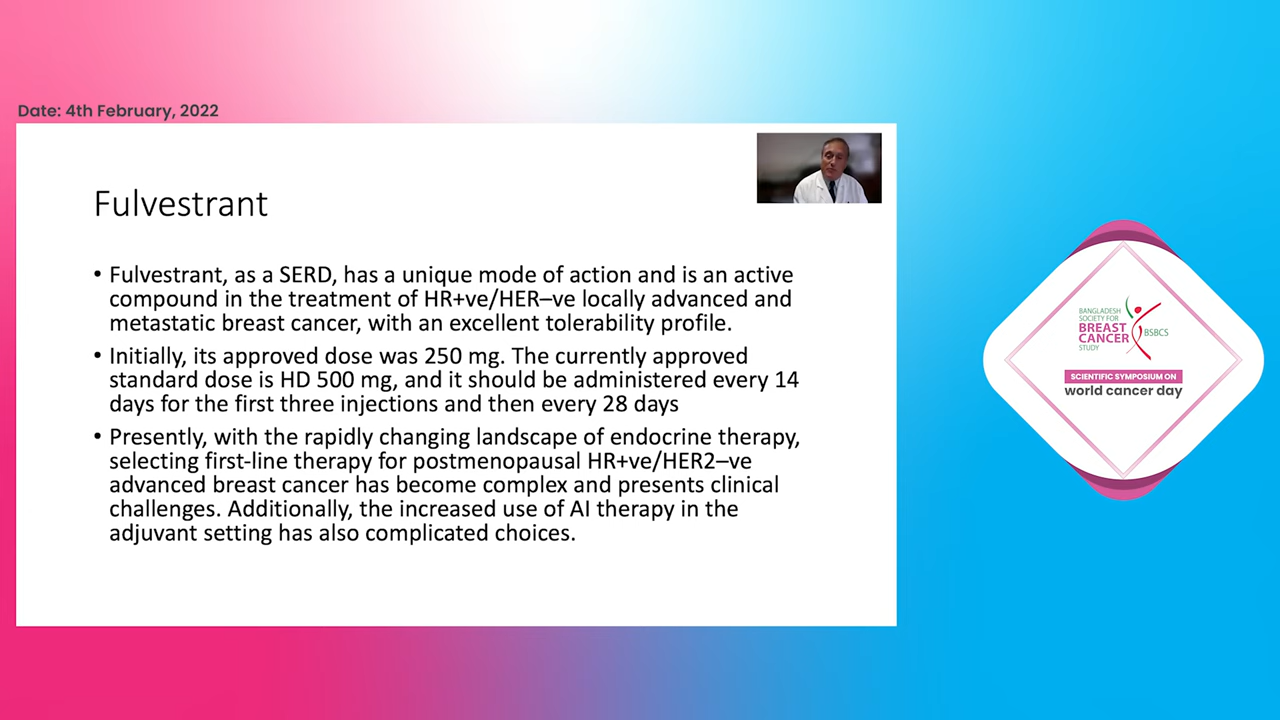 Date: 4th February, 2022
Fulvestrant
• Fulvestrant, as a SERD, has a unique mode of action and is an active
compound in the treatment of HR+ve/HER–ve locally advanced and
metastatic breast cancer, with an excellent tolerability profile.
• Initially, its approved dose was 250 mg. The currently approved
standard dose is HD 500 mg, and it should be administered every 14
days for the first three injections and then every 28 days
• Presently, with the rapidly changing landscape of endocrine therapy,
selecting first-line therapy for postmenopausal HR+ve/HER2–ve
advanced breast cancer has become complex and presents clinical
challenges. Additionally, the increased use of AI therapy in the
adjuvant setting has also complicated choices.
BANGLADESH
SOCIETY FOR
BREAST
CANCER
STUDY
BSBCS
SCIENTIFIC SYMPOSIUM ON
world cancer day